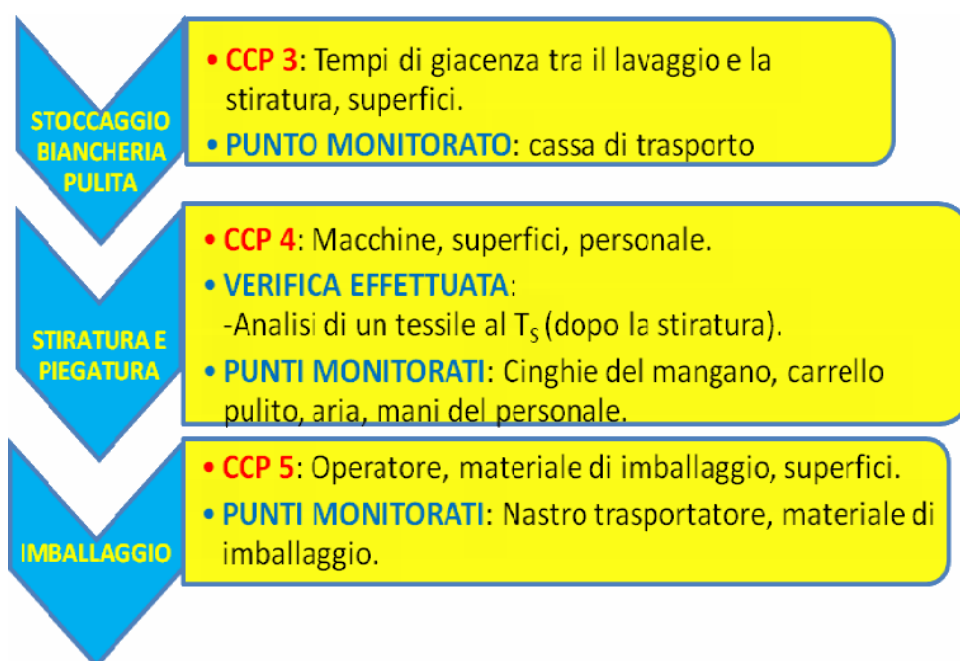 STOCCAGGIO
BIANCHERIA
PULITA
• CCP 3: Tempi di giacenza tra il lavaggio e la
stiratura, superfici.
• PUNTO MONITORATO: cassa di trasporto
STIRATURA E
PIEGATURA
• CCP 4: Macchine, superfici, personale.
• VERIFICA EFFETTUATA:
-Analisi di un tessile al TS (dopo la stiratura).
• PUNTI MONITORATI: Cinghie del mangano, carrello
pulito, aria, mani del personale.
IMBALLAGGIO
• CCP 5: Operatore, materiale di imballaggio, superfici.
• PUNTI MONITORATI: Nastro trasportatore, materiale di
imballaggio.